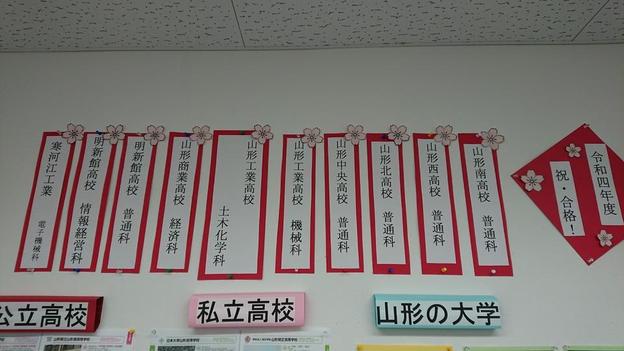 令和四年度
祝・合格！
山形南高校　普通科
山形西高校　普通科
山形北高校　普通科
山形中央高校　普通科
山形工業高校　機械科
山形工業高校　土木化学科
山形商業高校　経済科
明新館高校　普通科
明新館高校　情報経営科
寒河江工業　電子機械科
公立高校
私立高校
山形の大学